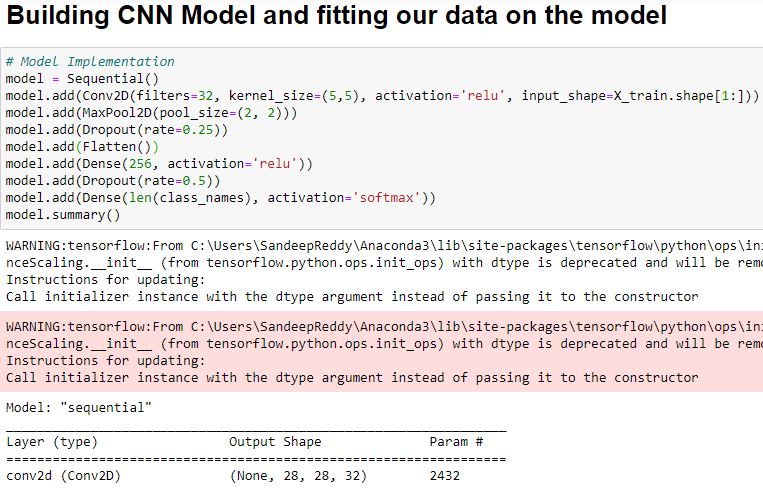 Building CNN Model and fitting our data on the model
# Model Implementation
model = Sequential()
model.add(Conv2D(filters=32, kernel_size=(5,5), activation='relu', input_shape=X_train.shape[1:]))
model.add(MaxPool2D(pool_size=(2, 2)))
model.add(Dropout(rate=0.25))
model.add(Flatten())
model.add(Dense(256, activation='relu'))
model.add(Dropout(rate=0.5))
model.add(Dense(len(class_names), activation='softmax'))
model.summary()
WARNING:tensorflow:From C:\Users\SandeepReddy\Anaconda3\lib\site-packages\tensorflow\python\ops\ini
nceScaling.__init__ (from tensorflow.python.ops.init_ops) with dtype is deprecated and will be remo
Instructions for updating:
Call initializer instance with the dtype argument instead of passing it to the constructor
WARNING:tensorflow:From C:\Users\SandeepReddy\Anaconda3\lib\site-packages\tensorflow\python\ops\ini
nceScaling.__init__ (from tensorflow.python.ops.init_ops) with dtype is deprecated and will be remo
Instructions for updating:
Call initializer instance with the dtype argument instead of passing it to the constructor
Model: "sequential"
Layer (type) Output Shape Param #
conv2d (Conv2D) (None, 28, 28, 32) 2432